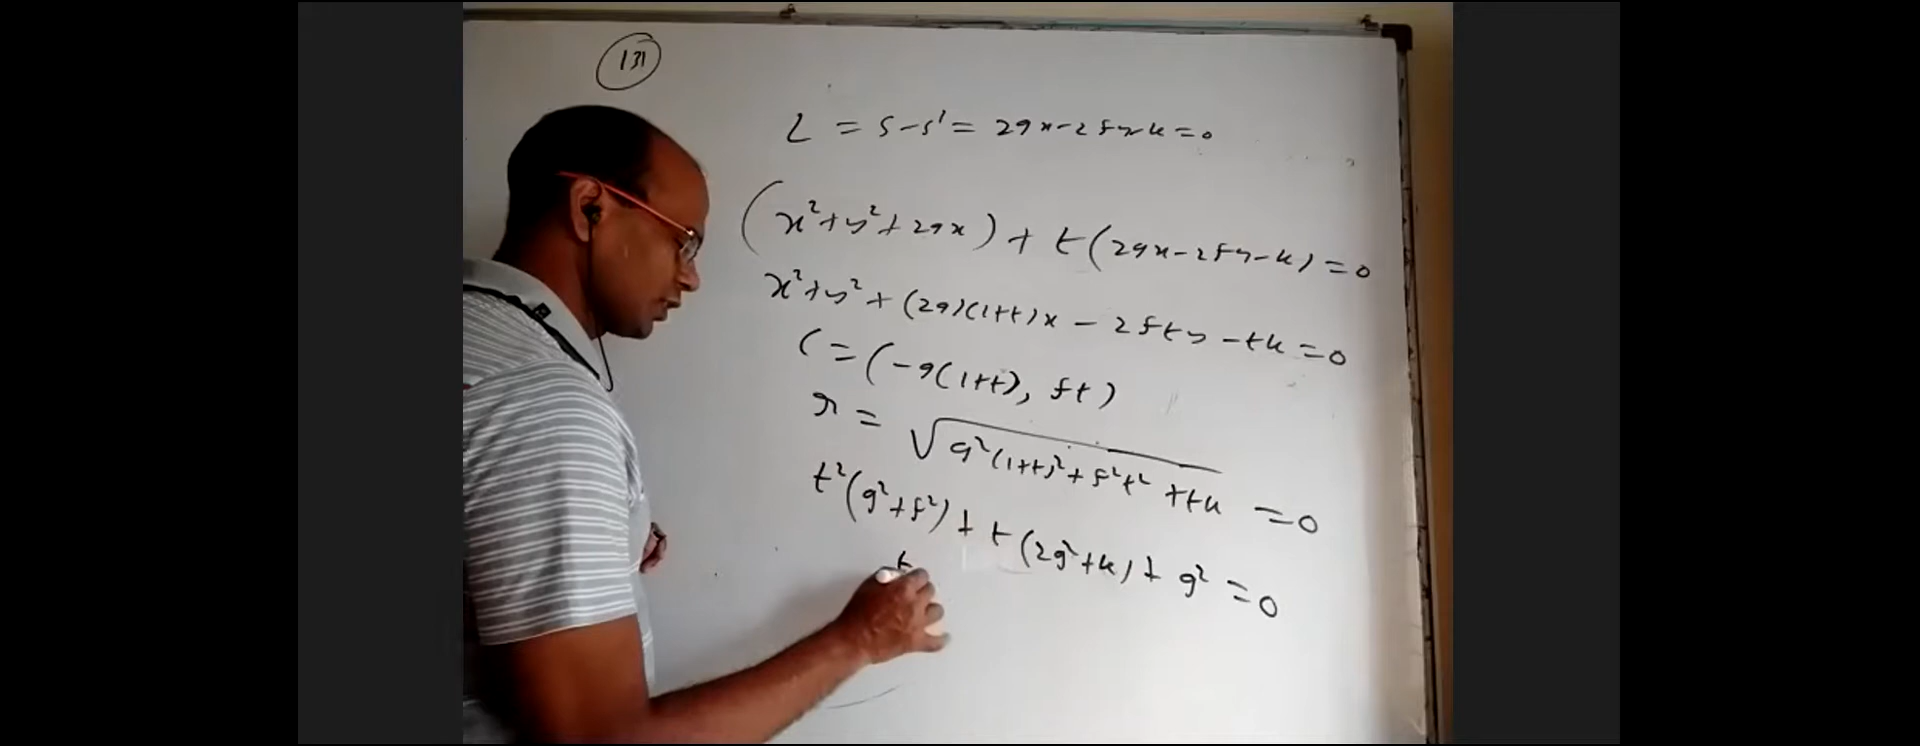 131
L = S - S' = 2gx - 2fy - k = 0
(x² + y² + 2gx) + t(2gx - 2fy - k) = 0
x² + y² + (2g)(1+t)x - 2fty - tk = 0
C = (-g(1+t), ft)
r = √g²(1+t)² + f²t² + tk = 0
t²(g² + f²) + t(2g² + k) + g² = 0
t